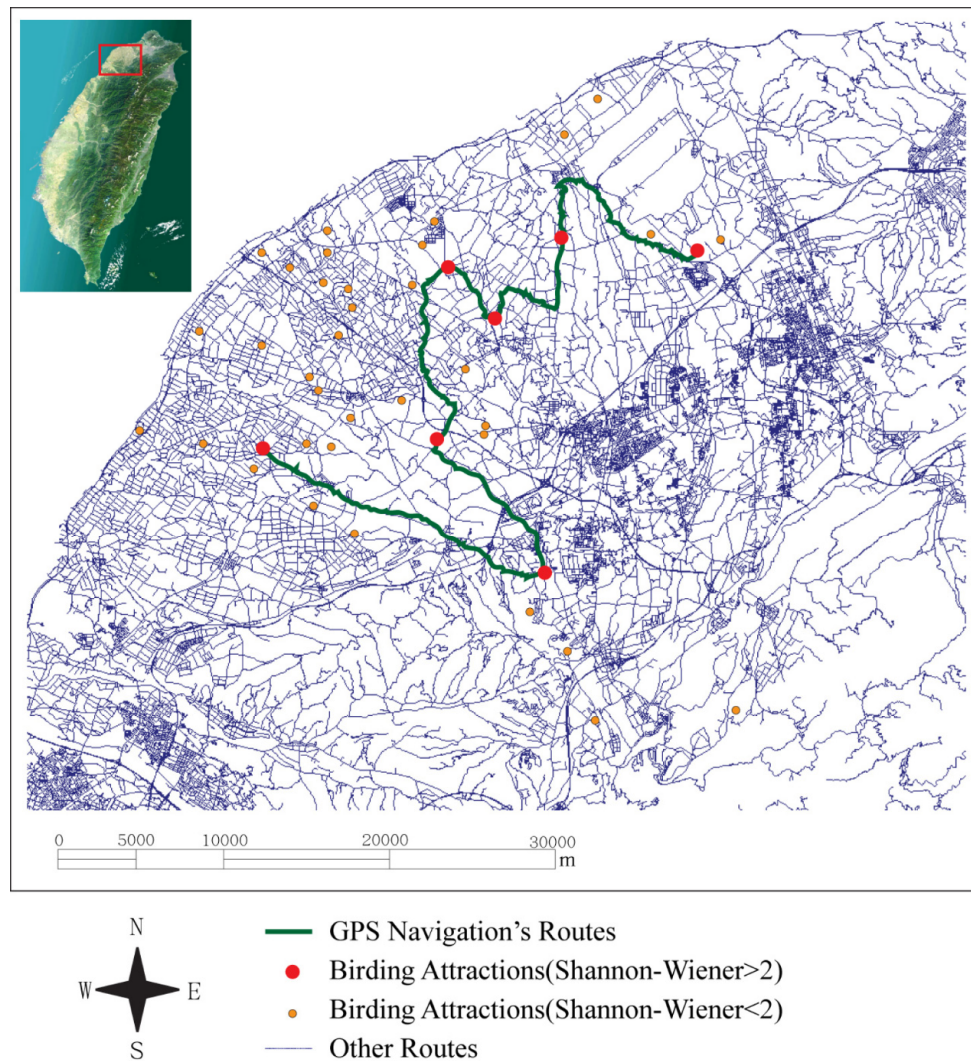 0 5000 10000 20000 30000
m
N
W E
S
GPS Navigation's Routes
Birding Attractions(Shannon-Wiener>2)
Birding Attractions(Shannon-Wiener<2)
Other Routes